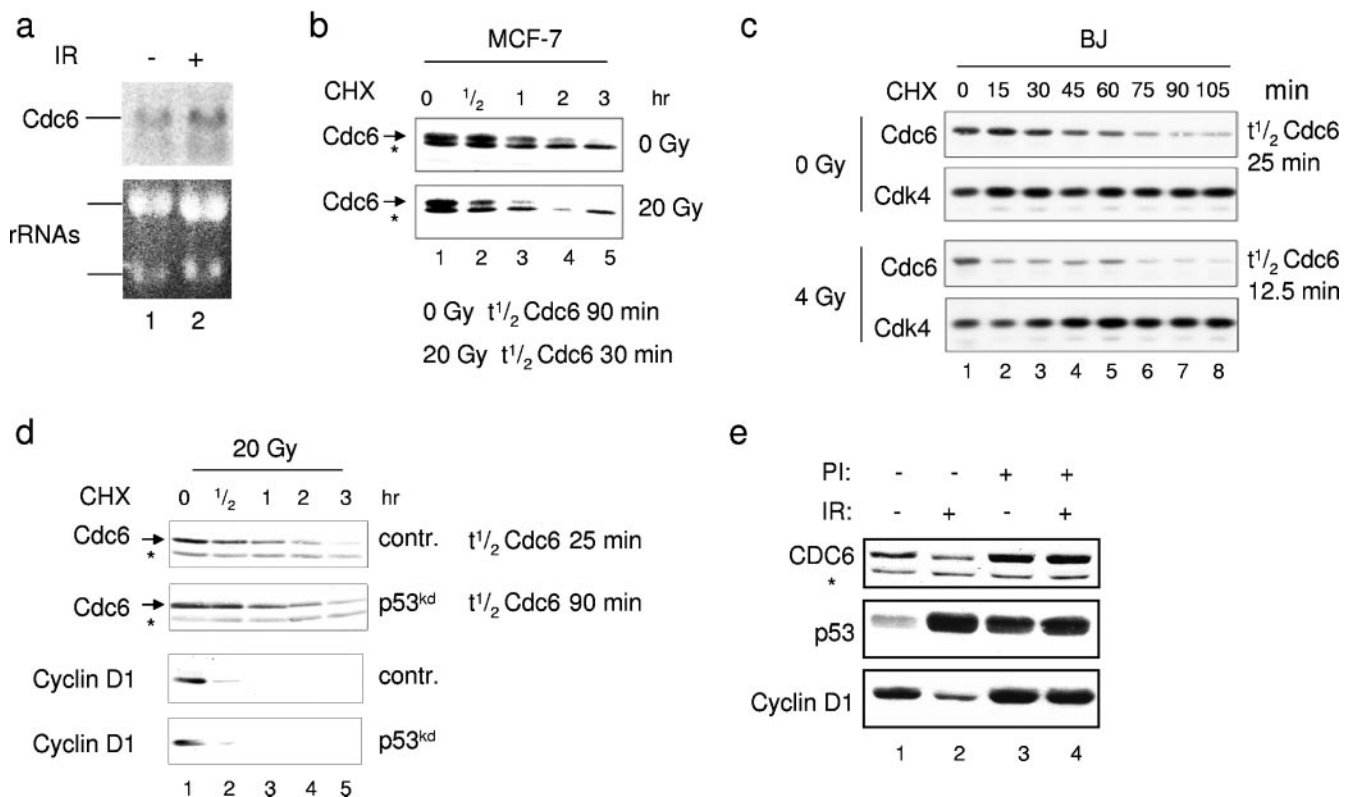 a
IR - +
Cdc6
rRNAs
1 2
b
MCF-7
CHX 0 1/2 1 2 3 hr
Cdc6 0 Gy
*
Cdc6 20 Gy
*
1 2 3 4 5
0 Gy t1/2 Cdc6 90 min
20 Gy t1/2 Cdc6 30 min
c
BJ
CHX 0 15 30 45 60 75 90 105 min
0 Gy
Cdc6 t1/2 Cdc6
25 min
Cdk4
4 Gy
Cdc6 t1/2 Cdc6
12.5 min
Cdk4
1 2 3 4 5 6 7 8
d
20 Gy
CHX 0 1/2 1 2 3 hr
Cdc6 contr. t1/2 Cdc6 25 min
*
Cdc6 p53kd t1/2 Cdc6 90 min
*
Cyclin D1 contr.
Cyclin D1 p53kd
1 2 3 4 5
e
PI: - - + +
IR: - + - +
CDC6
*
p53
Cyclin D1
1 2 3 4